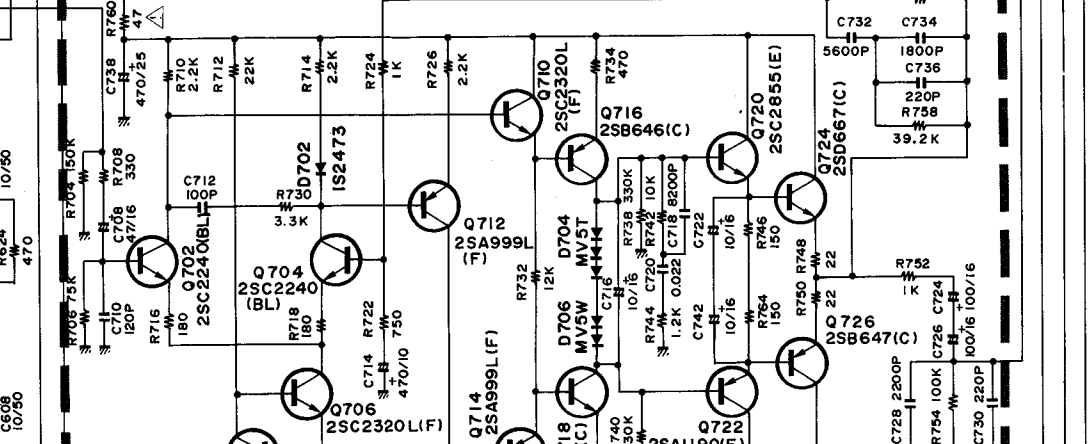 R760
47
C738
470/25
R710
2.2K
R712
22K
R714
2.2K
R724
1K
R726
2.2K
Q710
2SC2320L
(F)
R734
470
Q716
2SB646(C)
Q720
2SC2855(E)
Q724
2SD667(C)
C732
5600P
C734
1800P
C736
220P
R758
39.2K
10/50
R704 150K
R708
330
C708
47/16
C712
100P
D702
1S2473
R730
3.3K
Q702
2SC2240(BL)
Q704
2SC2240
(BL)
Q712
2SA999L
(F)
R732
12K
D704
MV5T
D706
MV5W
C716
10/16
R738 330K
R742 10K
C718 8200P
C720 0.022
R744 1.2K
C722
10/16
C742
10/16
R746
150
R764
150
R748
22
R750
22
R752
1K
C724
100/16
C726
100/16
Q726
2SB647(C)
R624
470
R706 75K
C710
120P
R716
180
R718
180
R722
750
C714
470/10
Q706
2SC2320L(F)
Q714
2SA999L(F)
C608
10/50
Q722
C728 2200P
R754 100K
C730 220P